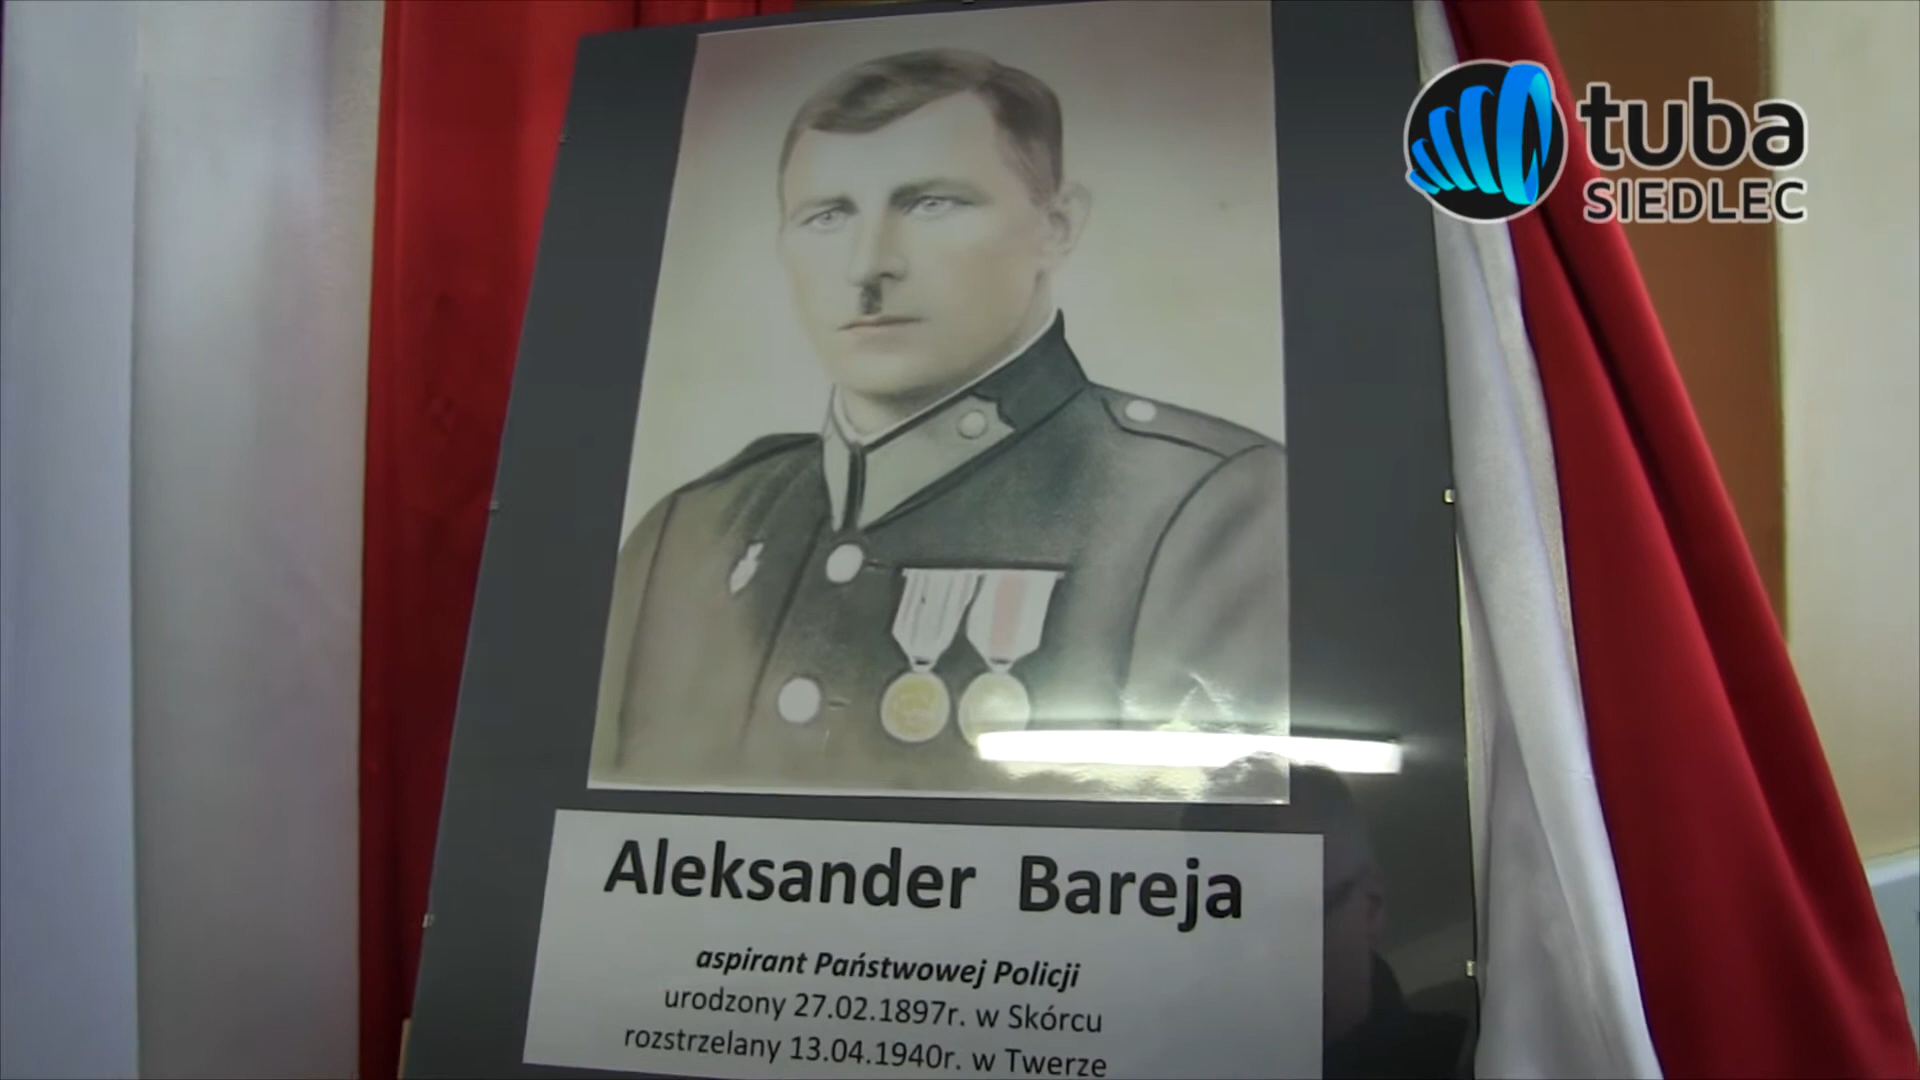 tuba
SIEDLEC
Aleksander Bareja
aspirant Państwowej Policji
urodzony 27.02.1897r. w Skórcu
rozstrzelany 13.04.1940r. w Twerze